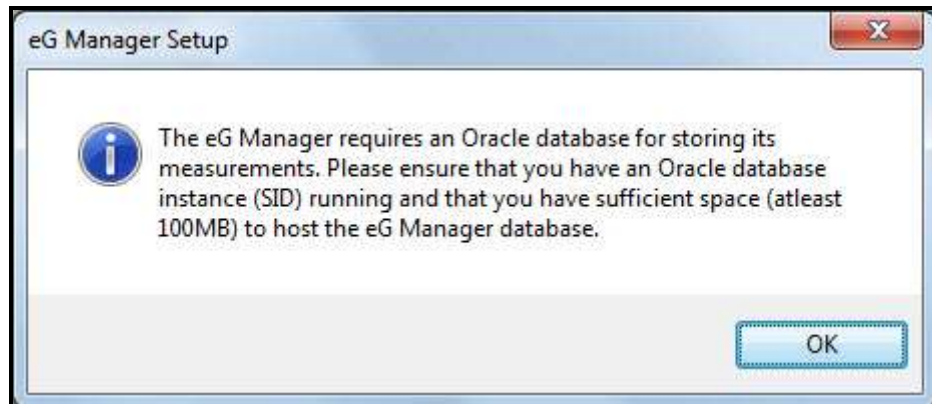 eG Manager Setup
The eG Manager requires an Oracle database for storing its
measurements. Please ensure that you have an Oracle database
instance (SID) running and that you have sufficient space (atleast
100MB) to host the eG Manager database.
OK